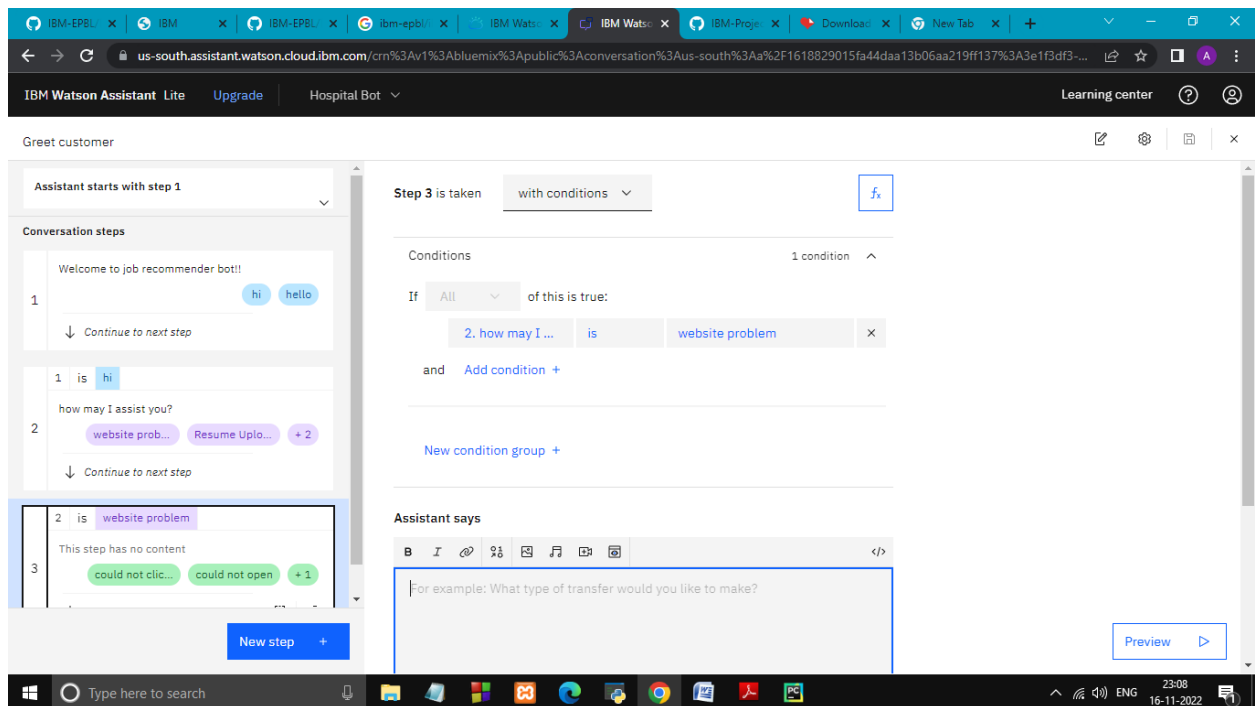 IBM-EPBL/ IBM IBM-EPBL/ ibm-epbl/i IBM Watso IBM Watso IBM-Projec Download New Tab
us-south.assistant.watson.cloud.ibm.com/crn%3Av1%3Abluemix%3Apublic%3Aconversation%3Aus-south%3Aa%2F1618829015fa44daa13b06aa219ff137%3A3e1f3df3-... A
IBM Watson Assistant Lite Upgrade Hospital Bot Learning center
Greet customer
Assistant starts with step 1
Conversation steps
Welcome to job recommender bot!!
1 hi hello
Continue to next step
1 is hi
how may I assist you?
2 website prob... Resume Uplo... + 2
Continue to next step
2 is website problem
This step has no content
3 could not clic... could not open + 1
New step +
Step 3 is taken with conditions fx
Conditions 1 condition
If All of this is true:
2. how may I ... is website problem
and Add condition +
New condition group +
Assistant says
B I </>
For example: What type of transfer would you like to make?
Preview
Type here to search
ENG 23:08
16-11-2022 1